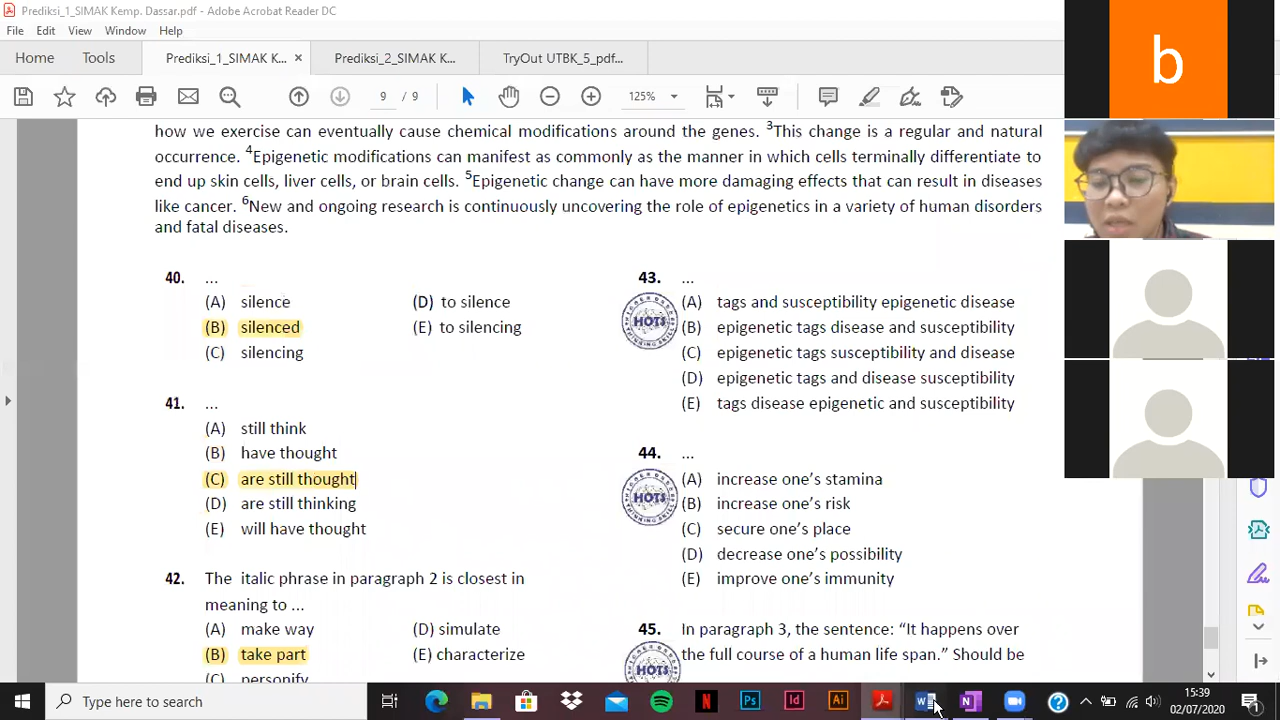 Prediksi_1_SIMAK Kemp. Dassar.pdf - Adobe Acrobat Reader DC
File Edit View Window Help
Home Tools Prediksi_1_SIMAK K... × Prediksi_2_SIMAK K... TryOut UTBK_5_pdf...
9 / 9 125%
how we exercise can eventually cause chemical modifications around the genes. ³This change is a regular and natural
occurrence. ⁴Epigenetic modifications can manifest as commonly as the manner in which cells terminally differentiate to
end up skin cells, liver cells, or brain cells. ⁵Epigenetic change can have more damaging effects that can result in diseases
like cancer. ⁶New and ongoing research is continuously uncovering the role of epigenetics in a variety of human disorders
and fatal diseases.
40. ...
(A) silence (D) to silence
(B) silenced (E) to silencing
(C) silencing
41. ...
(A) still think
(B) have thought
(C) are still thought
(D) are still thinking
(E) will have thought
42. The italic phrase in paragraph 2 is closest in
meaning to ...
(A) make way (D) simulate
(B) take part (E) characterize
(C) personify
43. ...
HOTS
(A) tags and susceptibility epigenetic disease
(B) epigenetic tags disease and susceptibility
(C) epigenetic tags susceptibility and disease
(D) epigenetic tags and disease susceptibility
(E) tags disease epigenetic and susceptibility
44. ...
HOTS
(A) increase one’s stamina
(B) increase one’s risk
(C) secure one’s place
(D) decrease one’s possibility
(E) improve one’s immunity
45. In paragraph 3, the sentence: “It happens over
the full course of a human life span.” Should be
HOTS
b
Type here to search
Ps Id Ai
15:39
02/07/2020
1